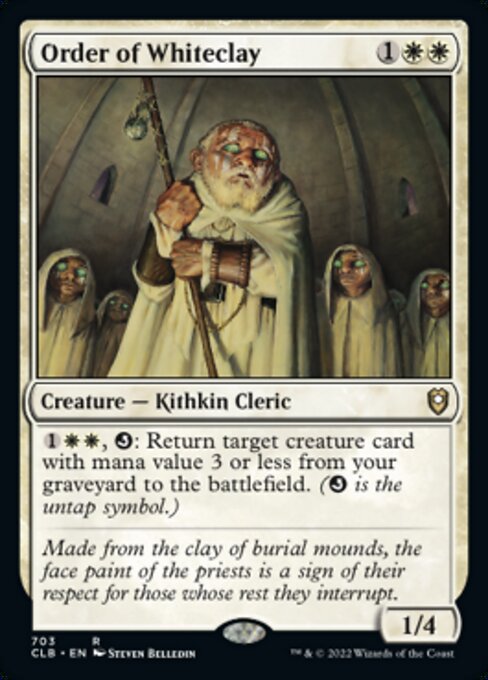 Order of Whiteclay 1
Creature — Kithkin Cleric
1, : Return target creature card
with mana value 3 or less from your
graveyard to the battlefield. ( is the
untap symbol.)
Made from the clay of burial mounds, the
face paint of the priests is a sign of their
respect for those whose rest they interrupt.
1/4
703 R
CLB • EN STEVEN BELLEDIN ™ & © 2022 Wizards of the Coast